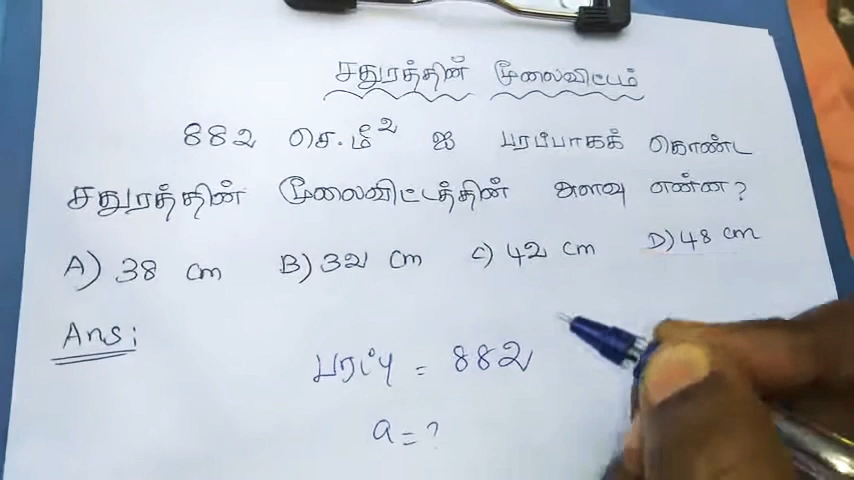 சதுரத்தின் மூலைவிட்டம்
882 செ.மீ² ஐ பரப்பாகக் கொண்ட
சதுரத்தின் மூலைவிட்டத்தின் அளவு என்ன?
A) 38 cm B) 32 cm C) 42 cm D) 48 cm
Ans:
பரப்பு = 882
a = ?